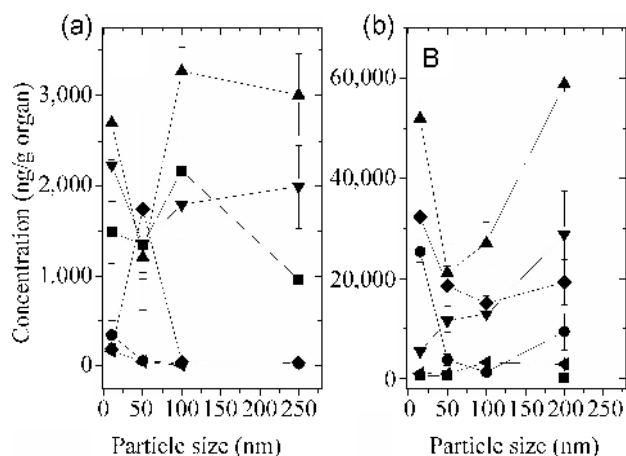 (a)
(b)
B
Concentration (ng/g organ)
3,000
2,000
1,000
0
60,000
40,000
20,000
0
0 50 100 150 200 250
0 50 100 150 200 250
Particle size (nm)
Particle size (nm)